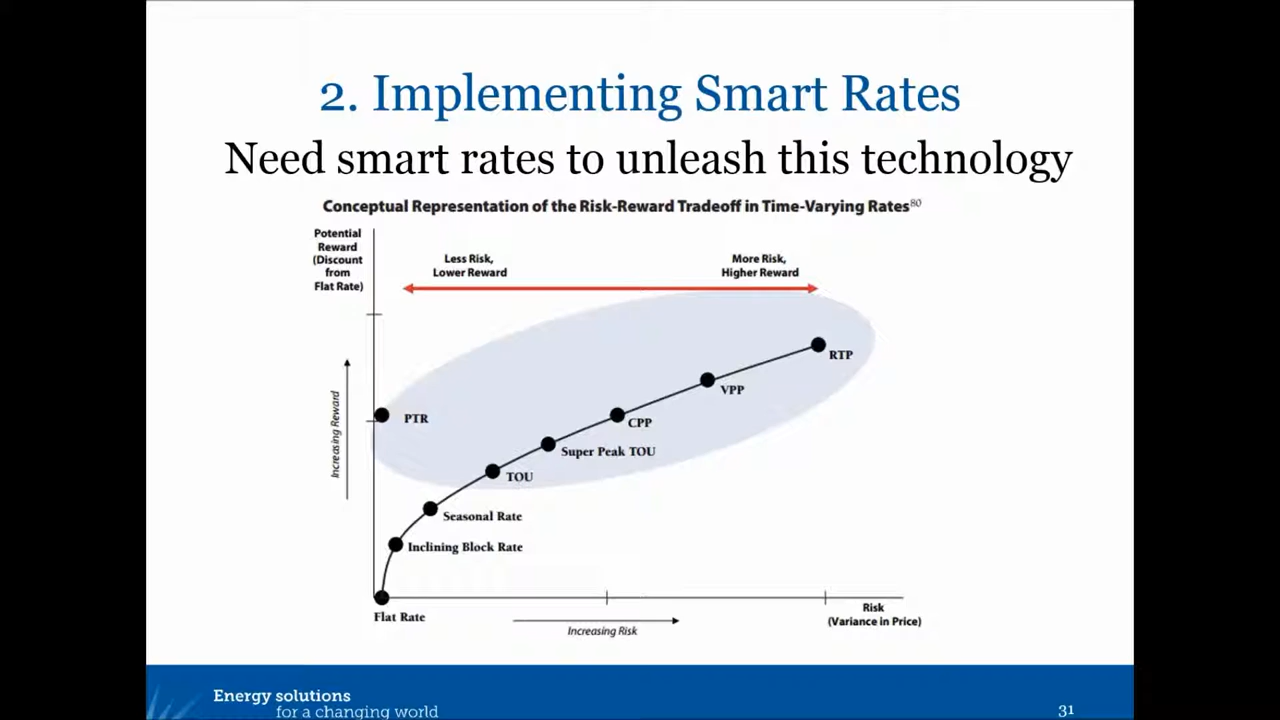 2. Implementing Smart Rates
Need smart rates to unleash this technology
Conceptual Representation of the Risk-Reward Tradeoff in Time-Varying Rates80
Potential
Reward
(Discount
from
Flat Rate)
Less Risk,
Lower Reward
More Risk,
Higher Reward
RTP
VPP
PTR
CPP
Super Peak TOU
TOU
Seasonal Rate
Inclining Block Rate
Flat Rate
Increasing Reward
Increasing Risk
Risk
(Variance in Price)
Energy solutions
for a changing world
31